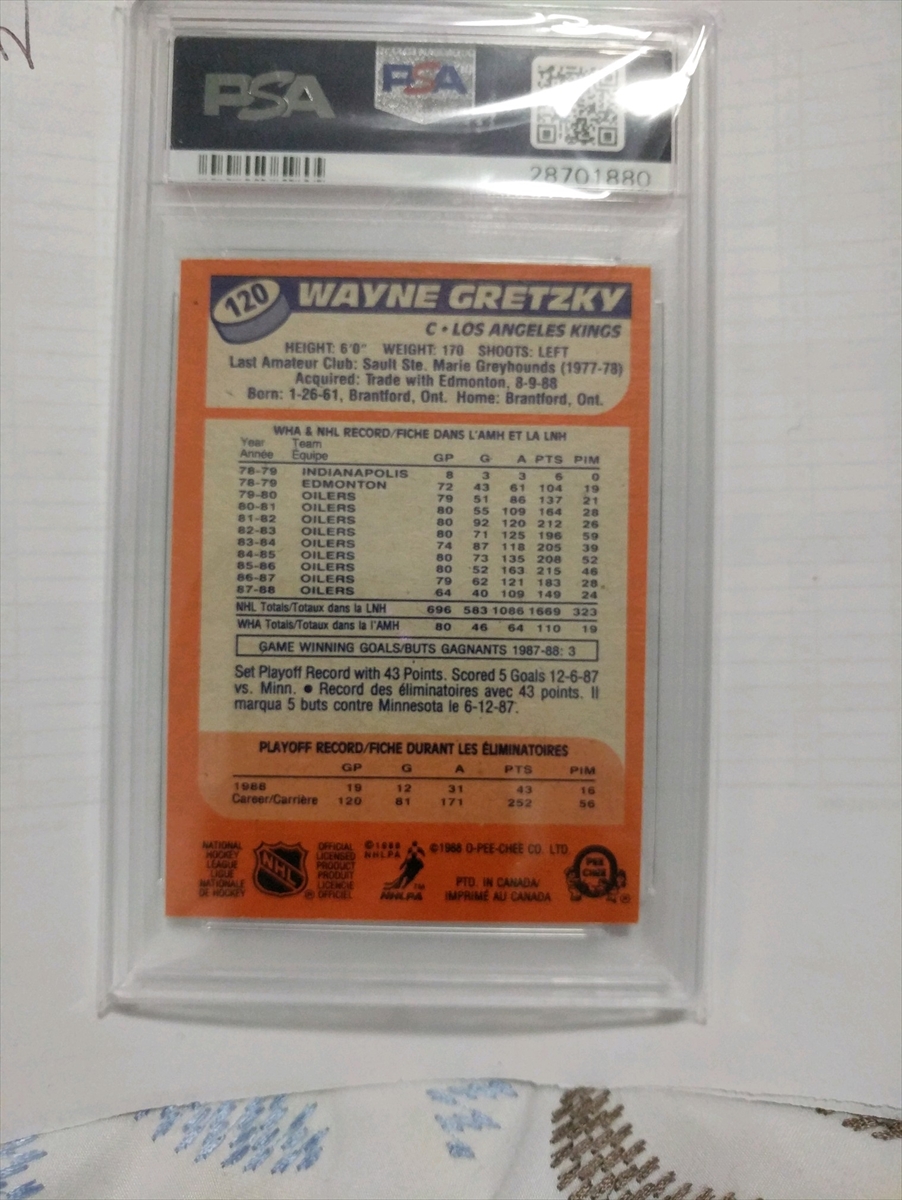 PSA PSA
28701880
120 WAYNE GRETZKY
C • LOS ANGELES KINGS
HEIGHT: 6'0" WEIGHT: 170 SHOOTS: LEFT
Last Amateur Club: Sault Ste. Marie Greyhounds (1977-78)
Acquired: Trade with Edmonton, 8-9-88
Born: 1-26-61, Brantford, Ont. Home: Brantford, Ont.
WHA & NHL RECORD/FICHE DANS L'AMH ET LA LNH
Year Team
Année Équipe GP G A PTS PIM
78-79 INDIANAPOLIS 8 3 3 6 0
78-79 EDMONTON 72 43 61 104 19
79-80 OILERS 79 51 86 137 21
80-81 OILERS 80 55 109 164 28
81-82 OILERS 80 92 120 212 26
82-83 OILERS 80 71 125 196 59
83-84 OILERS 74 87 118 205 39
84-85 OILERS 80 73 135 208 52
85-86 OILERS 80 52 163 215 46
86-87 OILERS 79 62 121 183 28
87-88 OILERS 64 40 109 149 24
NHL Totals/Totaux dans la LNH 696 583 1086 1669 323
WHA Totals/Totaux dans la l'AMH 80 46 64 110 19
GAME WINNING GOALS/BUTS GAGNANTS 1987-88: 3
Set Playoff Record with 43 Points. Scored 5 Goals 12-6-87
vs. Minn. • Record des éliminatoires avec 43 points. Il
marqua 5 buts contre Minnesota le 6-12-87.
PLAYOFF RECORD/FICHE DURANT LES ÉLIMINATOIRES
GP G A PTS PIM
1988 19 12 31 43 16
Career/Carrière 120 81 171 252 56
NATIONAL
HOCKEY
LEAGUE
LIGUE
NATIONALE
DE HOCKEY
NHL
OFFICIAL
LICENSED
PRODUCT
PRODUIT
LICENCIÉ
OFFICIEL
©1988
NHLPA
NHLPA
©1988 O-PEE-CHEE CO. LTD.
PTD. IN CANADA/
IMPRIMÉ AU CANADA
PEE
CHEE